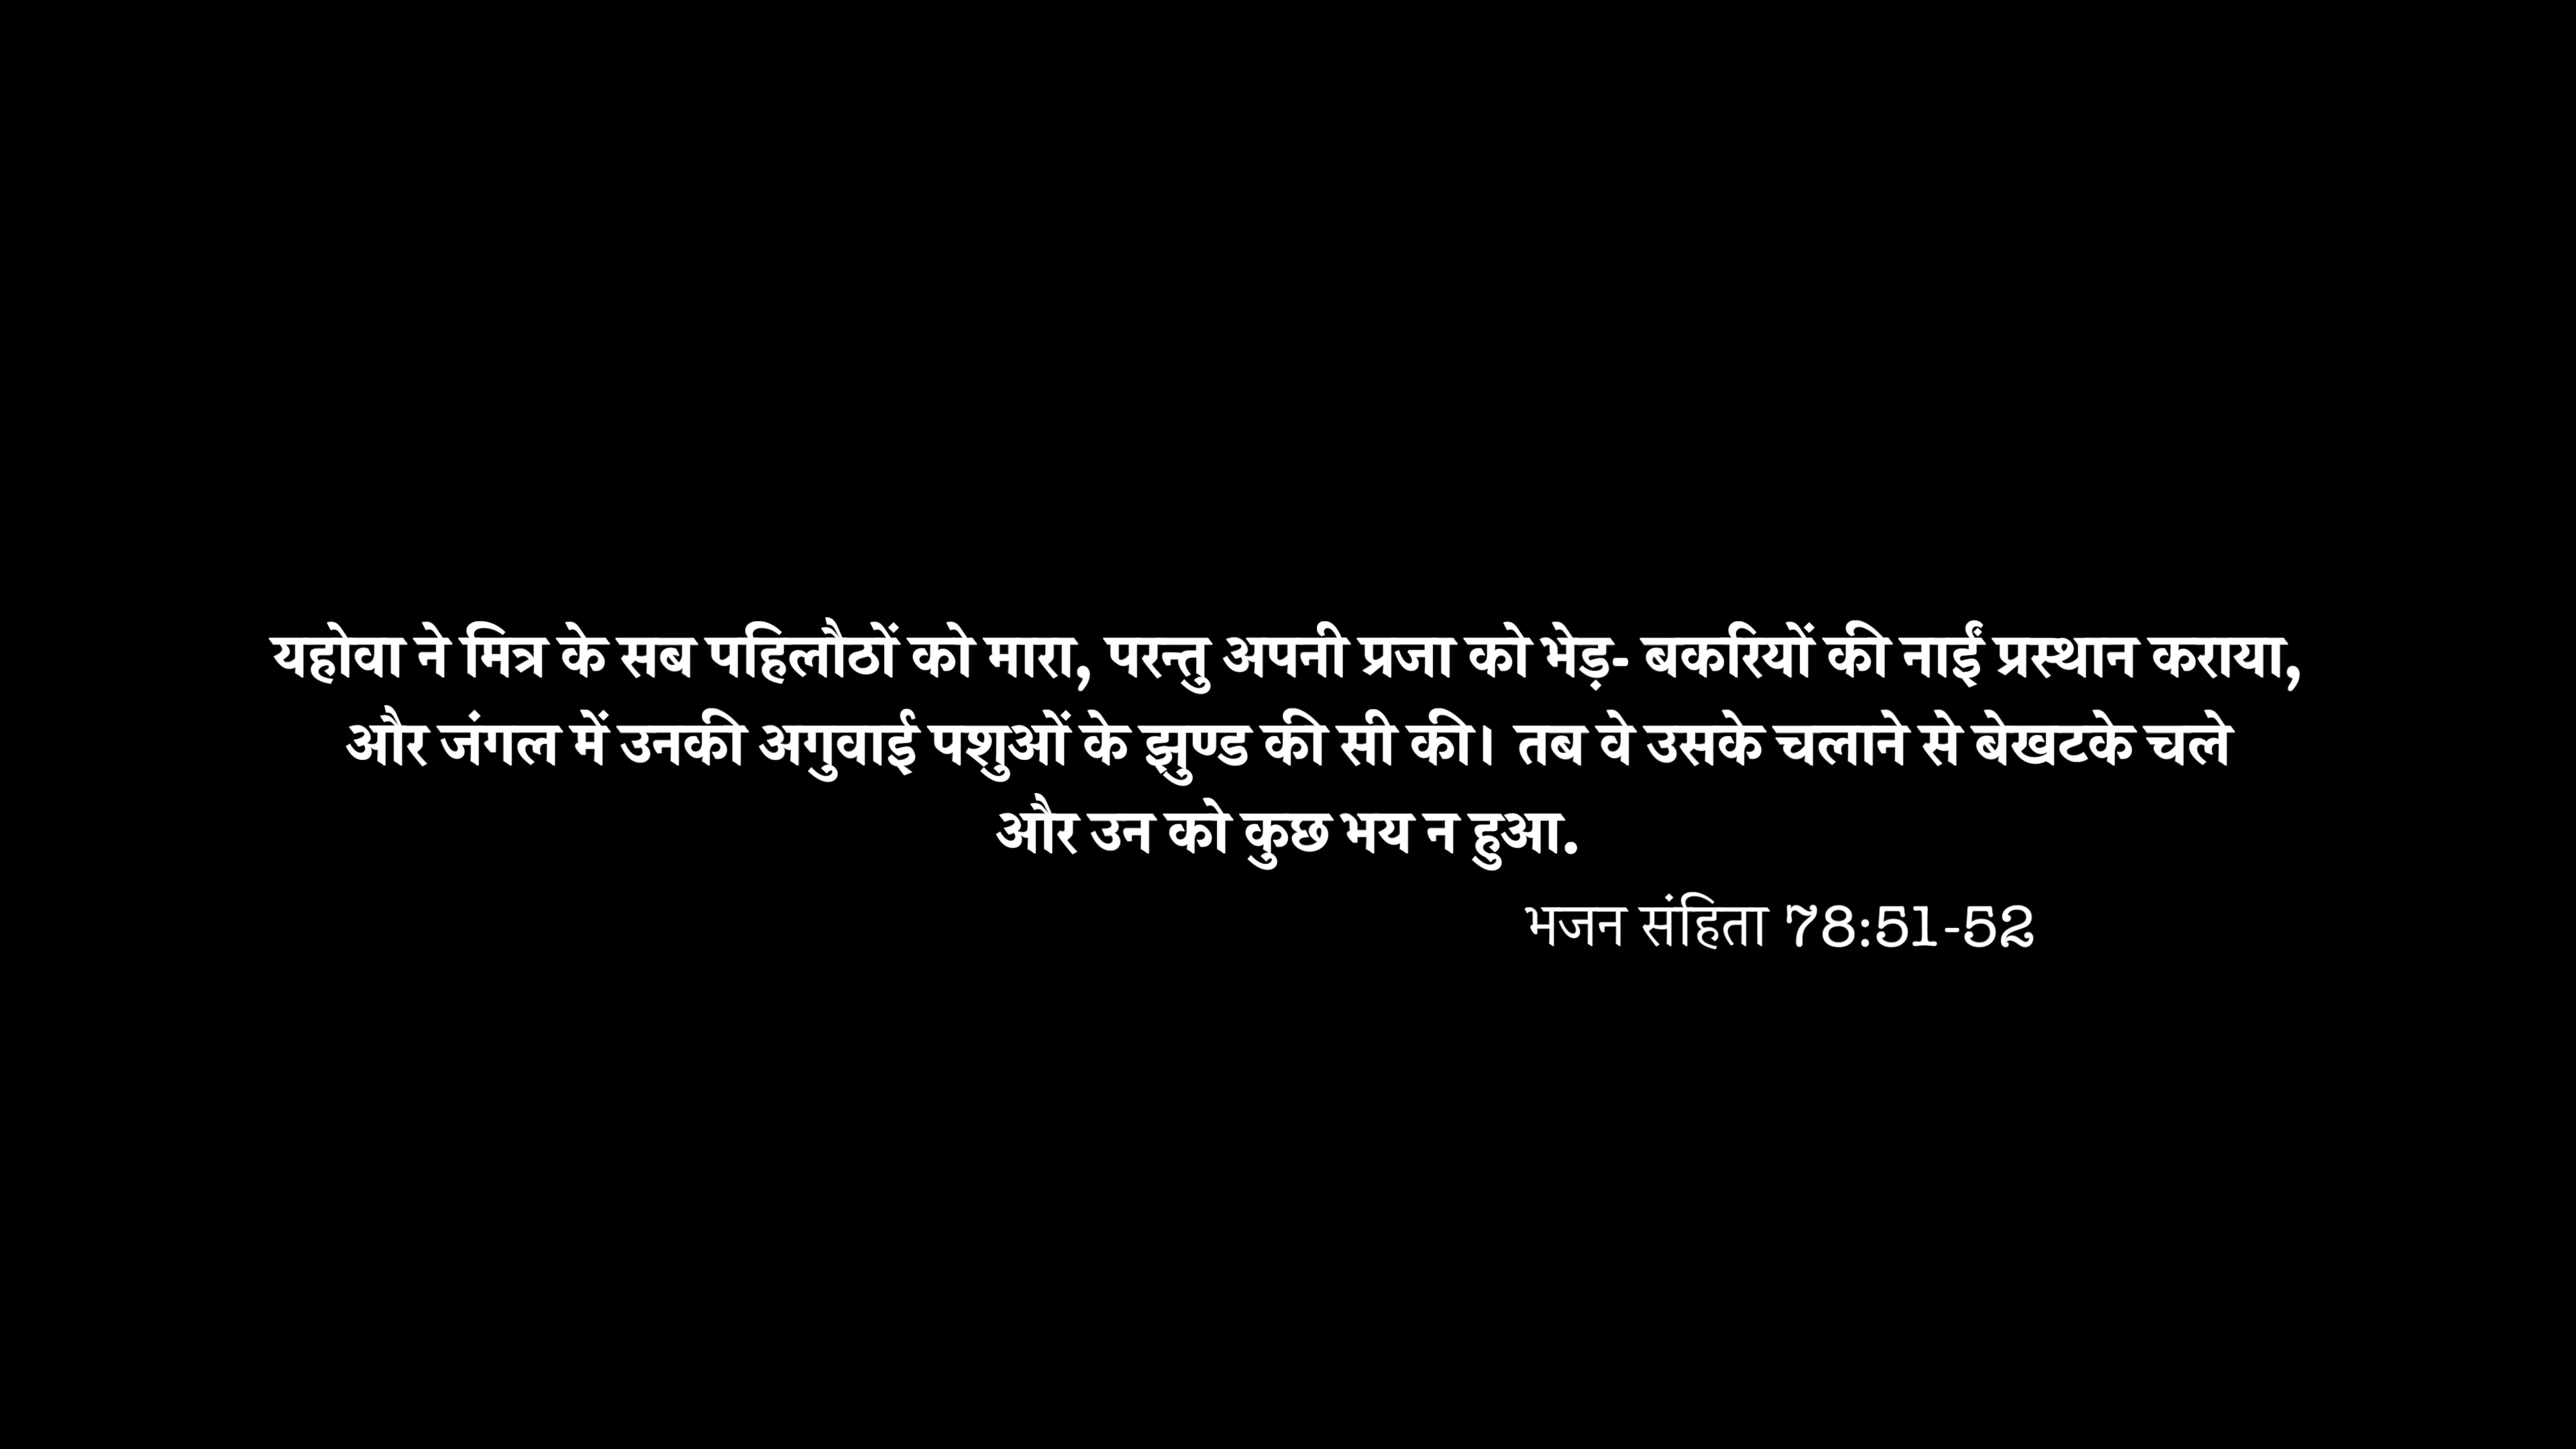 यहोवा ने मित्र के सब पहिलौठों को मारा, परन्तु अपनी प्रजा को भेड़- बकरियों की नाईं प्रस्थान कराया,
और जंगल में उनकी अगुवाई पशुओं के झुण्ड की सी की। तब वे उसके चलाने से बेखटके चले
और उन को कुछ भय न हुआ.
भजन संहिता 78:51-52